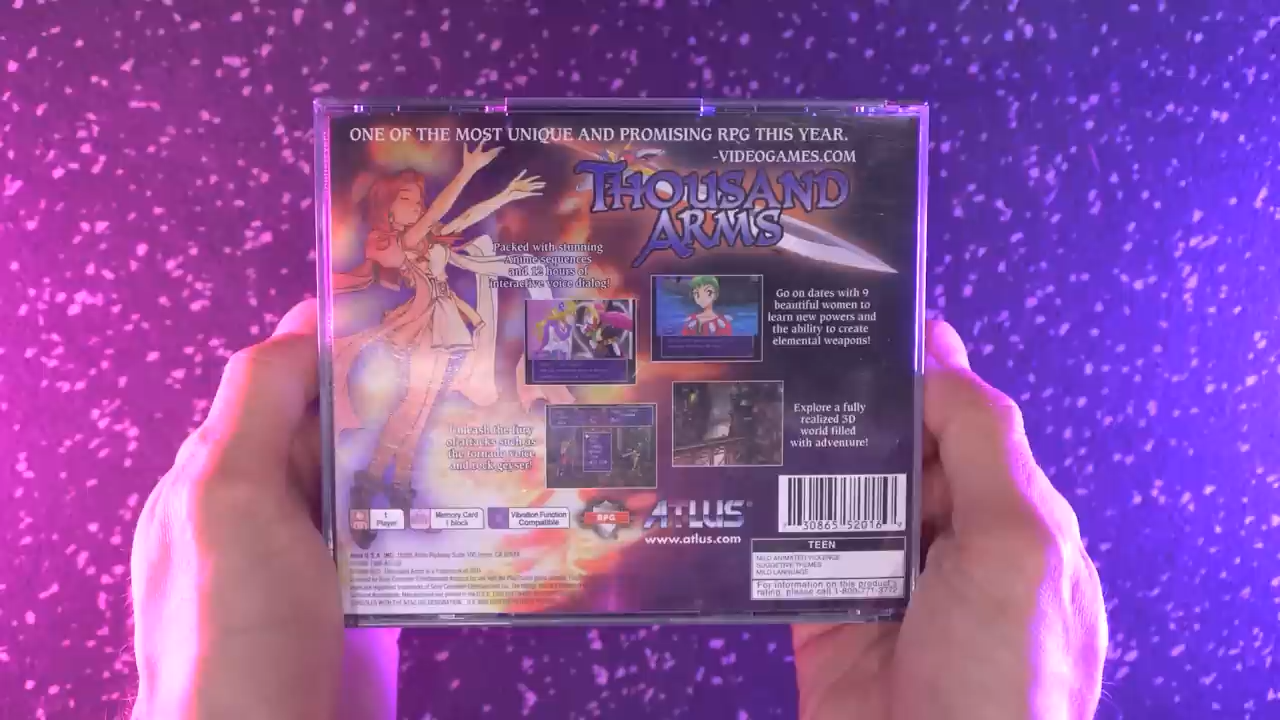 ONE OF THE MOST UNIQUE AND PROMISING RPG THIS YEAR.
-VIDEOGAMES.COM
THOUSAND
ARMS
Packed with stunning
Anime sequences
and 12 hours of
interactive voice dialog!
Go on dates with 9
beautiful women to
learn new powers and
the ability to create
elemental weapons!
Unleash the fury
of attacks such as
the tornado voice
and rock geyser!
Explore a fully
realized 3D
world filled
with adventure!
1
Player
Memory Card
1 block
Vibration Function
Compatible
RPG
ATLUS
www.atlus.com
7 30865 52016 9
TEEN
MILD ANIMATED VIOLENCE
SUGGESTIVE THEMES
MILD LANGUAGE
For information on this product's
rating, please call 1-800-771-3772